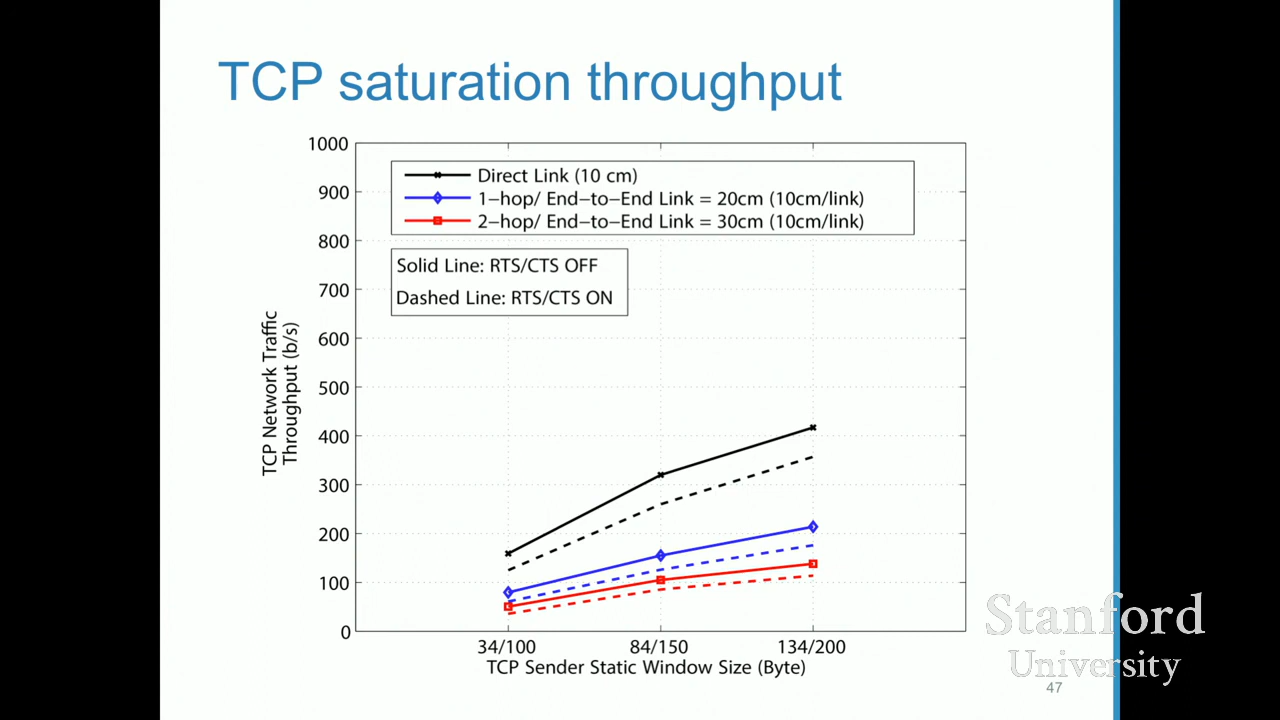 TCP saturation throughput
1000
900
800
700
600
500
400
300
200
100
0
TCP Network Traffic
Throughput (b/s)
Direct Link (10 cm)
1−hop/ End−to−End Link = 20cm (10cm/link)
2−hop/ End−to−End Link = 30cm (10cm/link)
Solid Line: RTS/CTS OFF
Dashed Line: RTS/CTS ON
34/100
84/150
134/200
TCP Sender Static Window Size (Byte)
Stanford
University
47